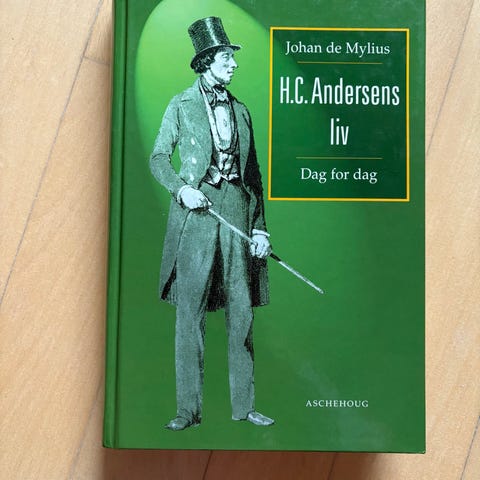 Johan de Mylius
H.C. Andersens
liv
Dag for dag
ASCHEHOUG